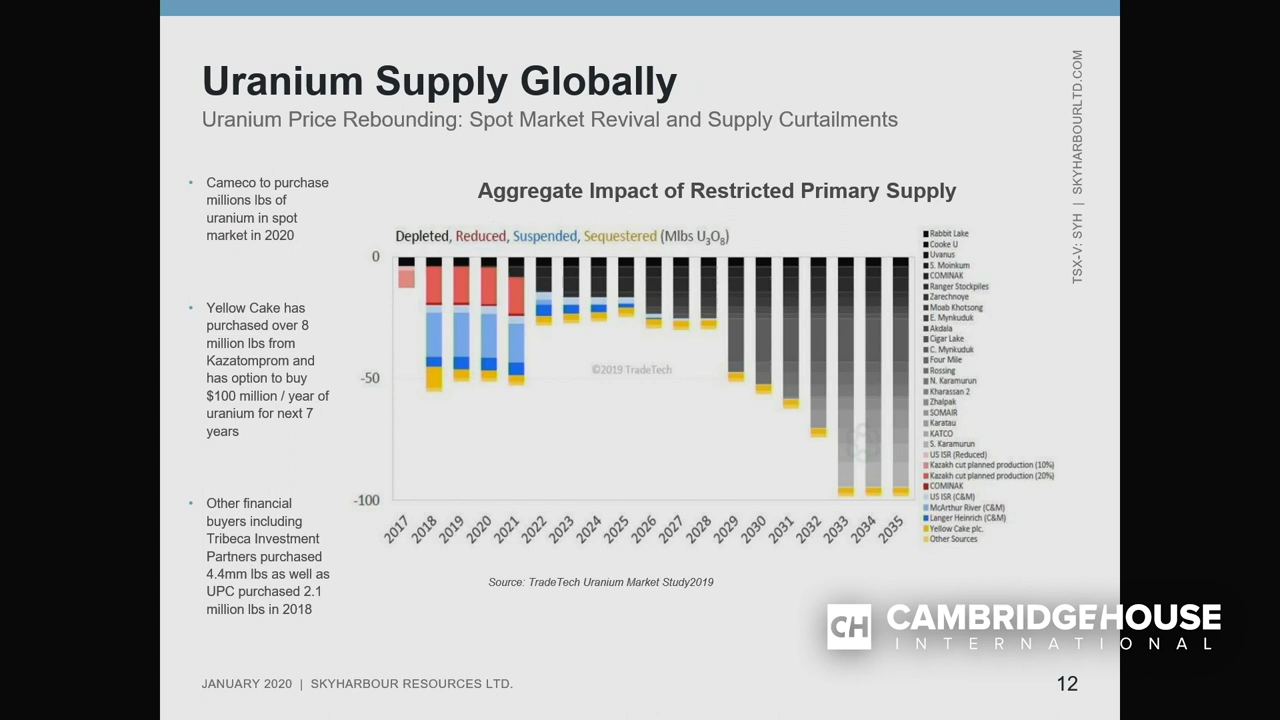 Uranium Supply Globally
Uranium Price Rebounding: Spot Market Revival and Supply Curtailments
TSX-V: SYH | SKYHARBOURLTD.COM
• Cameco to purchase
millions lbs of
uranium in spot
market in 2020
• Yellow Cake has
purchased over 8
million lbs from
Kazatomprom and
has option to buy
$100 million / year of
uranium for next 7
years
• Other financial
buyers including
Tribeca Investment
Partners purchased
4.4mm lbs as well as
UPC purchased 2.1
million lbs in 2018
Aggregate Impact of Restricted Primary Supply
Depleted, Reduced, Suspended, Sequestered (Mlbs U3O8)
0
-50
-100
©2019 TradeTech
2017 2018 2019 2020 2021 2022 2023 2024 2025 2026 2027 2028 2029 2030 2031 2032 2033 2034 2035
Rabbit Lake
Cooke U
Uvanus
S. Moinkum
COMINAK
Ranger Stockpiles
Zarechnoye
Moab Khotsong
E. Mynkuduk
Akdala
Cigar Lake
C. Mynkuduk
Four Mile
Rossing
N. Karamurun
Kharassan 2
Zhalpak
SOMAIR
Karatau
KATCO
S. Karamurun
US ISR (Reduced)
Kazakh cut planned production (10%)
Kazakh cut planned production (20%)
COMINAK
US ISR (C&M)
McArthur River (C&M)
Langer Heinrich (C&M)
Yellow Cake plc.
Other Sources
Source: TradeTech Uranium Market Study2019
CH CAMBRIDGEHOUSE
INTERNATIONAL
JANUARY 2020 | SKYHARBOUR RESOURCES LTD.
12